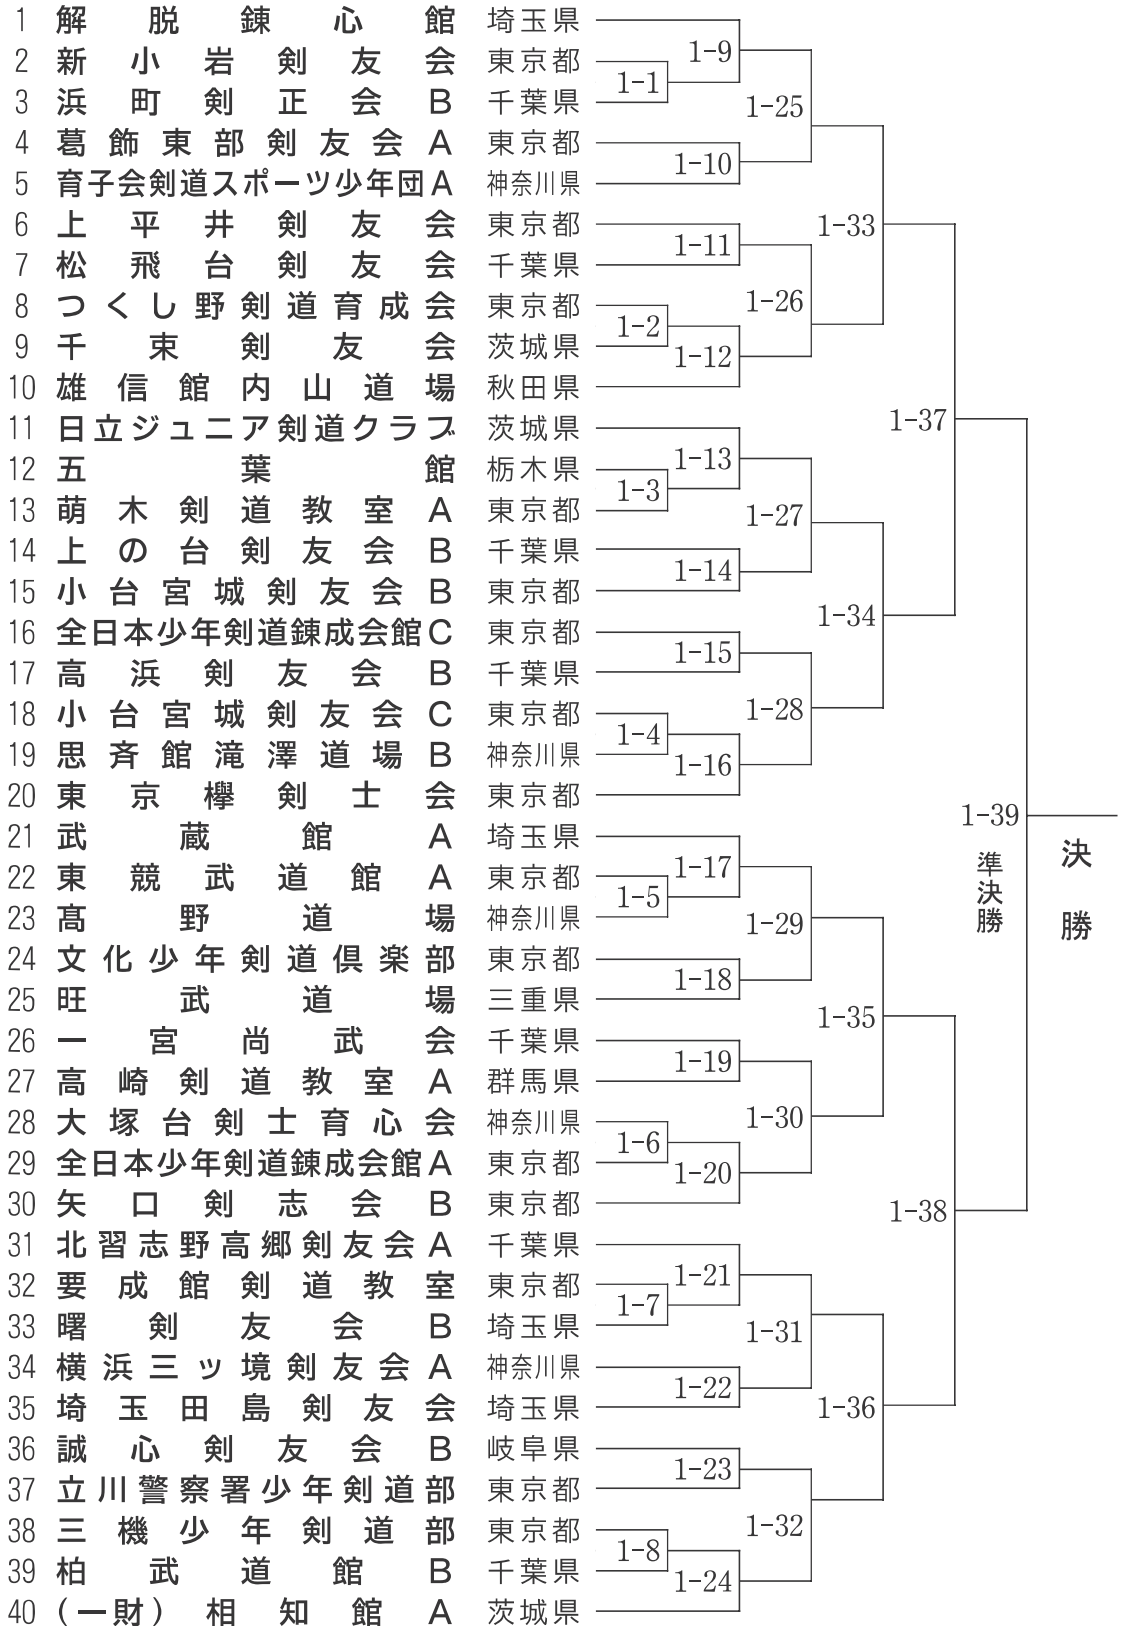 1 解脱錬心館 埼玉県
2 新小岩剣友会 東京都
3 浜町剣正会B 千葉県
4 葛飾東部剣友会A 東京都
5 育子会剣道スポーツ少年団A 神奈川県
6 上平井剣友会 東京都
7 松飛台剣友会 千葉県
8 つくし野剣道育成会 東京都
9 千束剣友会 茨城県
10 雄信館内山道場 秋田県
11 日立ジュニア剣道クラブ 茨城県
12 五葉館 栃木県
13 萌木剣道教室A 東京都
14 上の台剣友会B 千葉県
15 小台宮城剣友会B 東京都
16 全日本少年剣道錬成会館C 東京都
17 高浜剣友会B 千葉県
18 小台宮城剣友会C 東京都
19 思斉館滝澤道場B 神奈川県
20 東京欅剣士会 東京都
21 武蔵館A 埼玉県
22 東競武道館A 東京都
23 髙野道場 神奈川県
24 文化少年剣道倶楽部 東京都
25 旺武道場 三重県
26 一宮尚武会 千葉県
27 高崎剣道教室A 群馬県
28 大塚台剣士育心会 神奈川県
29 全日本少年剣道錬成会館A 東京都
30 矢口剣志会B 東京都
31 北習志野高郷剣友会A 千葉県
32 要成館剣道教室 東京都
33 曙剣友会B 埼玉県
34 横浜三ッ境剣友会A 神奈川県
35 埼玉田島剣友会 埼玉県
36 誠心剣友会B 岐阜県
37 立川警察署少年剣道部 東京都
38 三機少年剣道部 東京都
39 柏武道館B 千葉県
40 (一財)相知館A 茨城県
1-1
1-2
1-3
1-4
1-5
1-6
1-7
1-8
1-9
1-10
1-11
1-12
1-13
1-14
1-15
1-16
1-17
1-18
1-19
1-20
1-21
1-22
1-23
1-24
1-25
1-26
1-27
1-28
1-29
1-30
1-31
1-32
1-33
1-34
1-35
1-36
1-37
1-38
1-39
準決勝
決勝